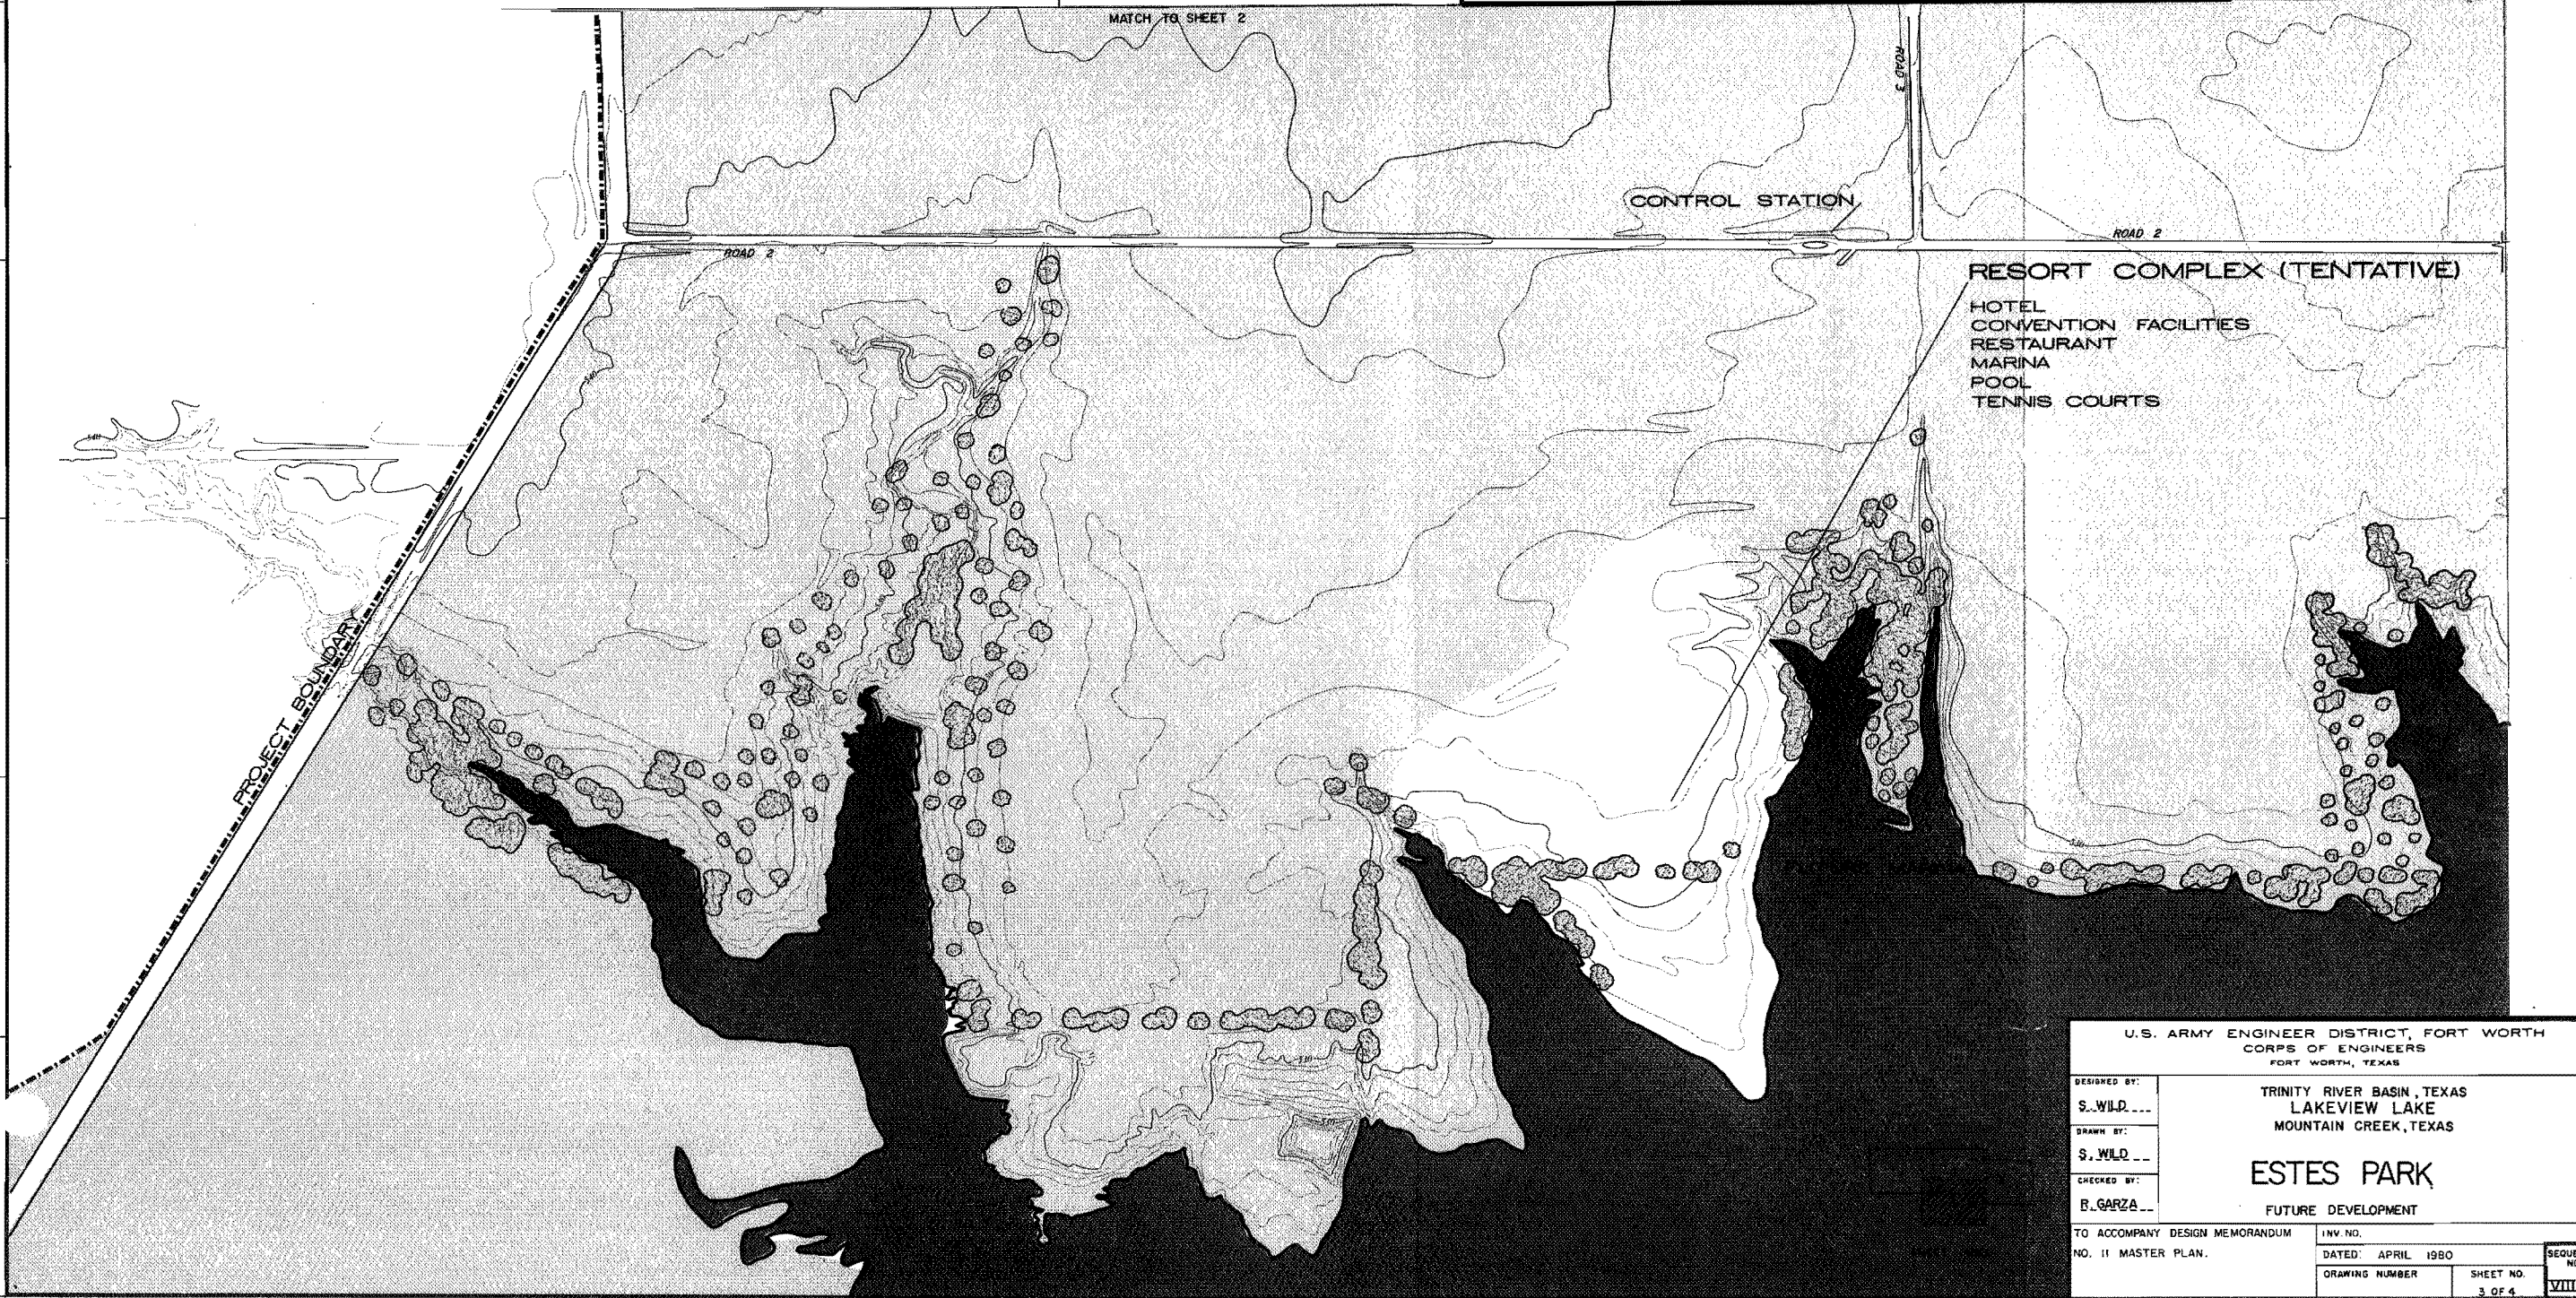 MATCH TO SHEET 2
ROAD 3
CONTROL STATION
ROAD 2
ROAD 2
RESORT COMPLEX (TENTATIVE)
HOTEL
CONVENTION FACILITIES
RESTAURANT
MARINA
POOL
TENNIS COURTS
PROJECT BOUNDARY
U.S. ARMY ENGINEER DISTRICT, FORT WORTH
CORPS OF ENGINEERS
FORT WORTH, TEXAS
DESIGNED BY:
S. WILD
DRAWN BY:
S. WILD
CHECKED BY:
R. GARZA
TRINITY RIVER BASIN, TEXAS
LAKEVIEW LAKE
MOUNTAIN CREEK, TEXAS
ESTES PARK
FUTURE DEVELOPMENT
TO ACCOMPANY DESIGN MEMORANDUM
NO. 11 MASTER PLAN.
INV. NO.
DATED: APRIL 1980
DRAWING NUMBER
SHEET NO.
3 OF 4
VIII